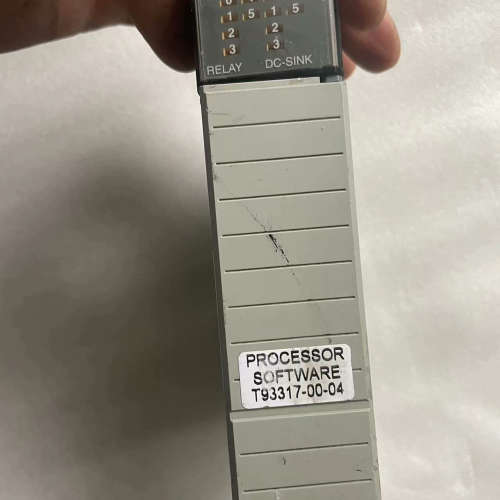 1 5 1 5
2 2
3 3
RELAY DC-SINK
PROCESSOR
SOFTWARE
T93317-00-04